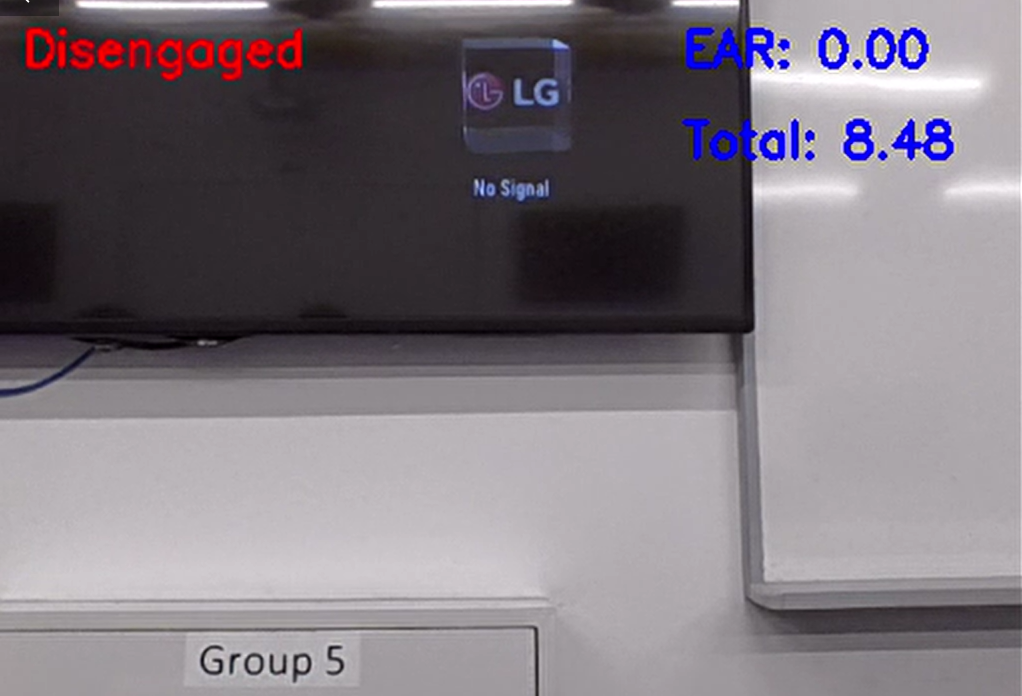 Disengaged
EAR: 0.00
Total: 8.48
LG
No Signal
Group 5